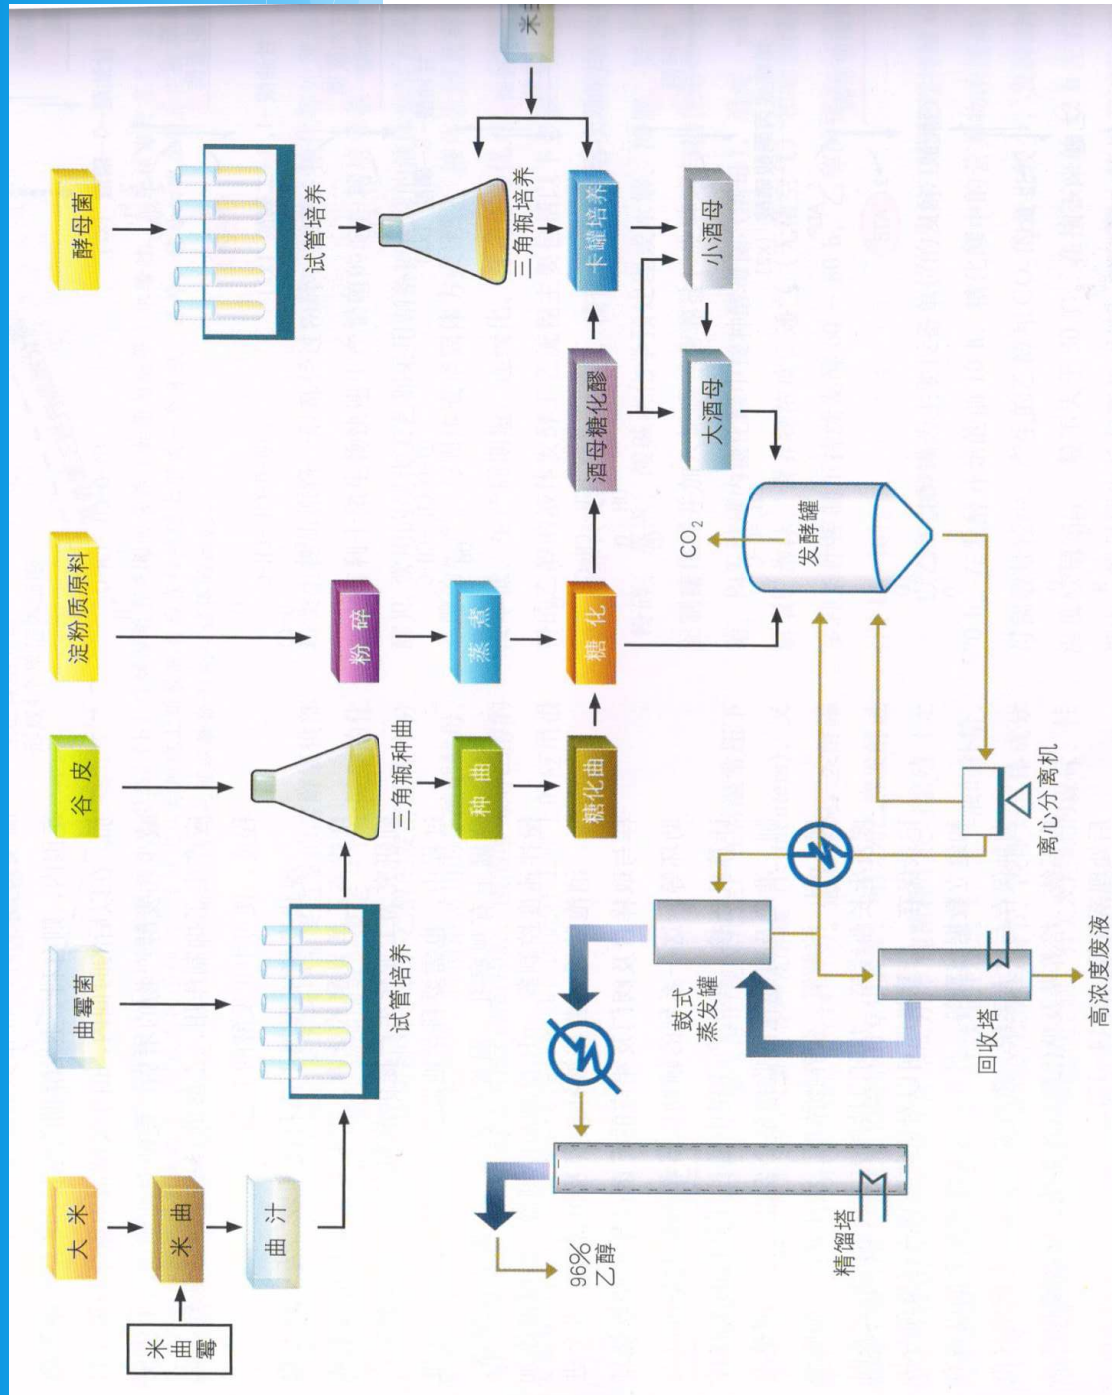 米曲霉
大米
米曲
曲汁
曲霉菌
试管培养
谷皮
三角瓶种曲
种曲
糖化曲
淀粉质原料
粉碎
蒸煮
糖化
酵母菌
试管培养
三角瓶培养
卡罐培养
酒母糖化醪
小酒母
大酒母
CO₂
发酵罐
离心分离机
鼓式
蒸发罐
回收塔
高浓度废液
精馏塔
96%
乙醇